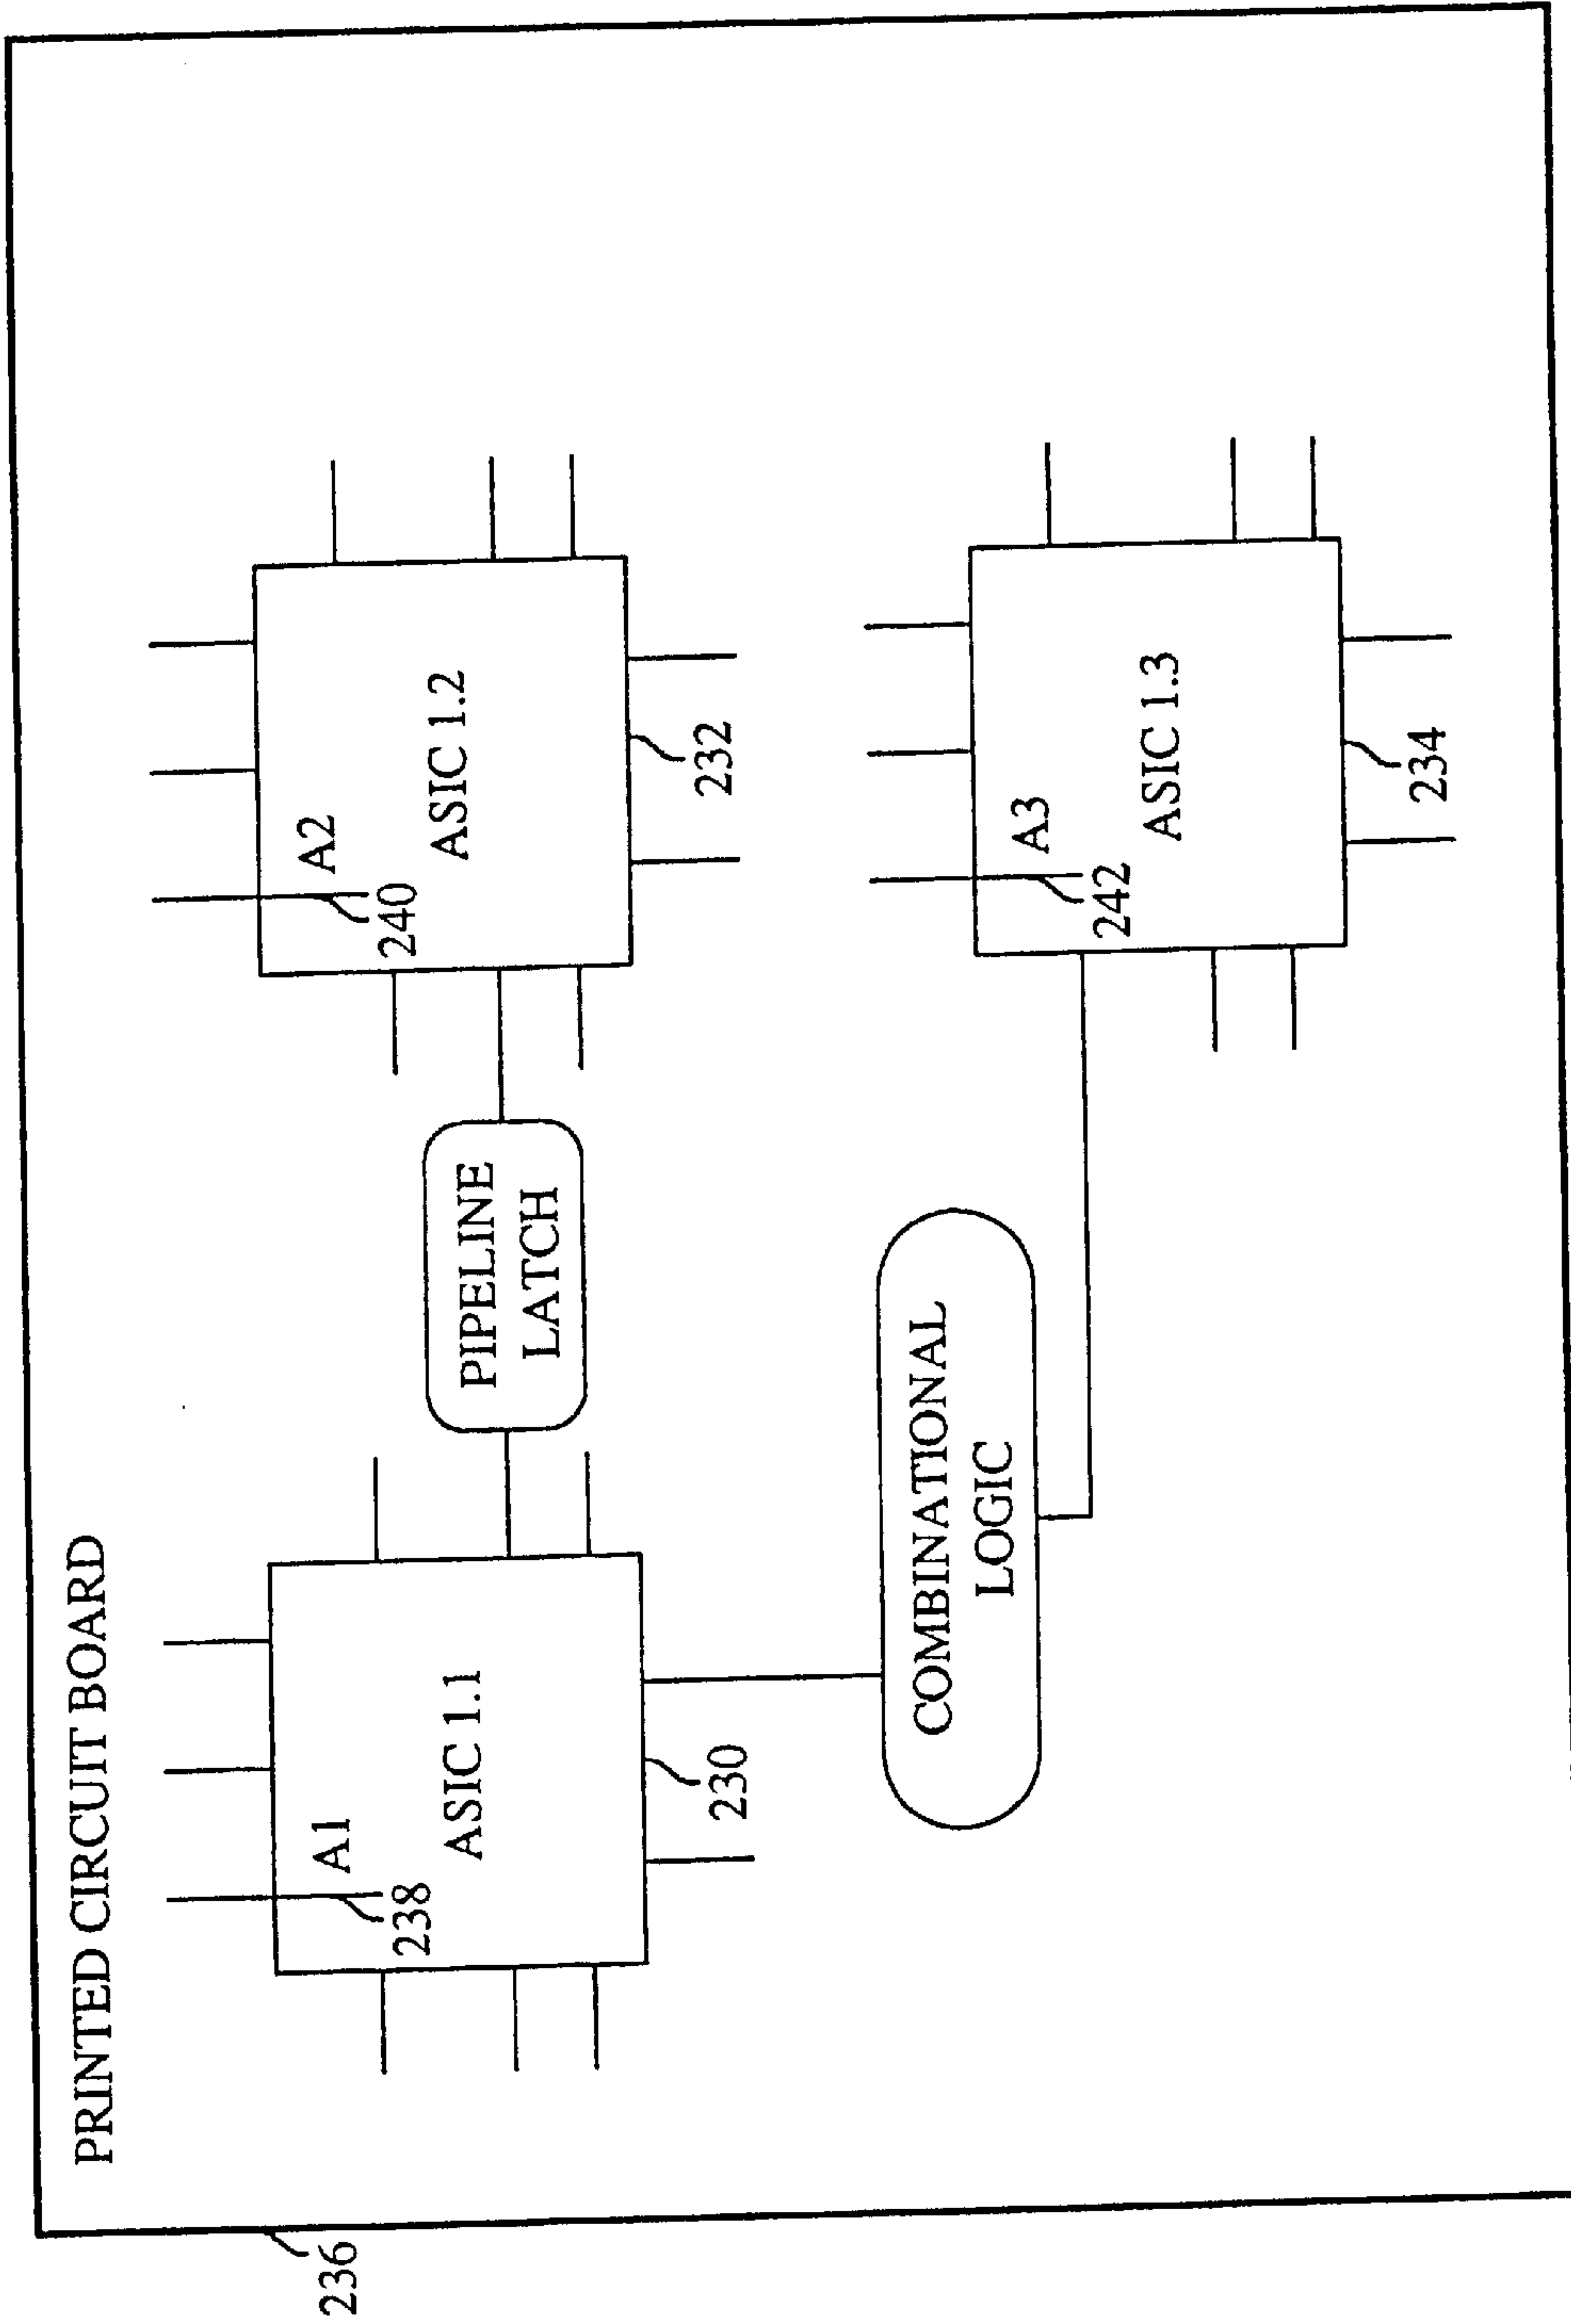 PRINTED CIRCUIT BOARD
236
A1
238
ASIC 1.1
230
PIPELINE
LATCH
A2
240
ASIC 1.2
232
COMBINATIONAL
LOGIC
A3
242
ASIC 1.3
234